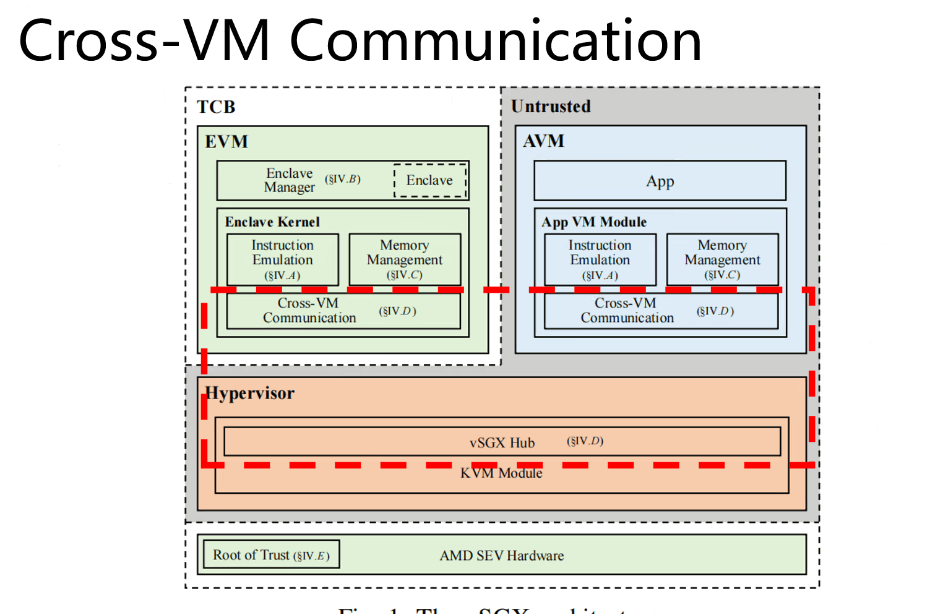 Cross-VM Communication
TCB
EVM
Enclave
Manager
(§IV.B)
Enclave
Enclave Kernel
Instruction
Emulation
(§IV.A)
Memory
Management
(§IV.C)
Cross-VM
Communication
(§IV.D)
Untrusted
AVM
App
App VM Module
Instruction
Emulation
(§IV.A)
Memory
Management
(§IV.C)
Cross-VM
Communication
(§IV.D)
Hypervisor
vSGX Hub (§IV.D)
KVM Module
Root of Trust (§IV.E)
AMD SEV Hardware